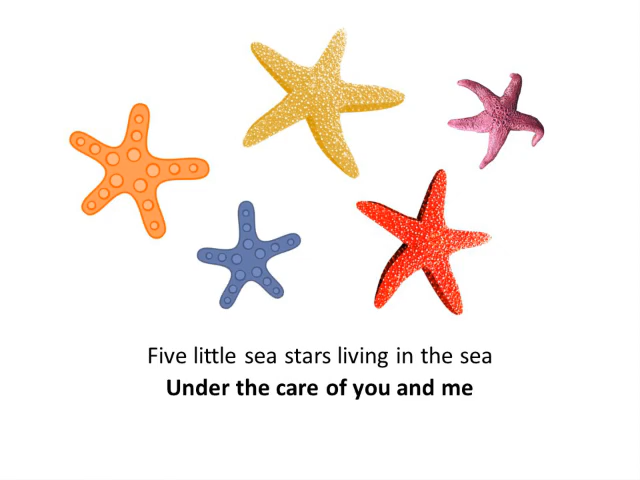 Five little sea stars living in the sea
Under the care of you and me